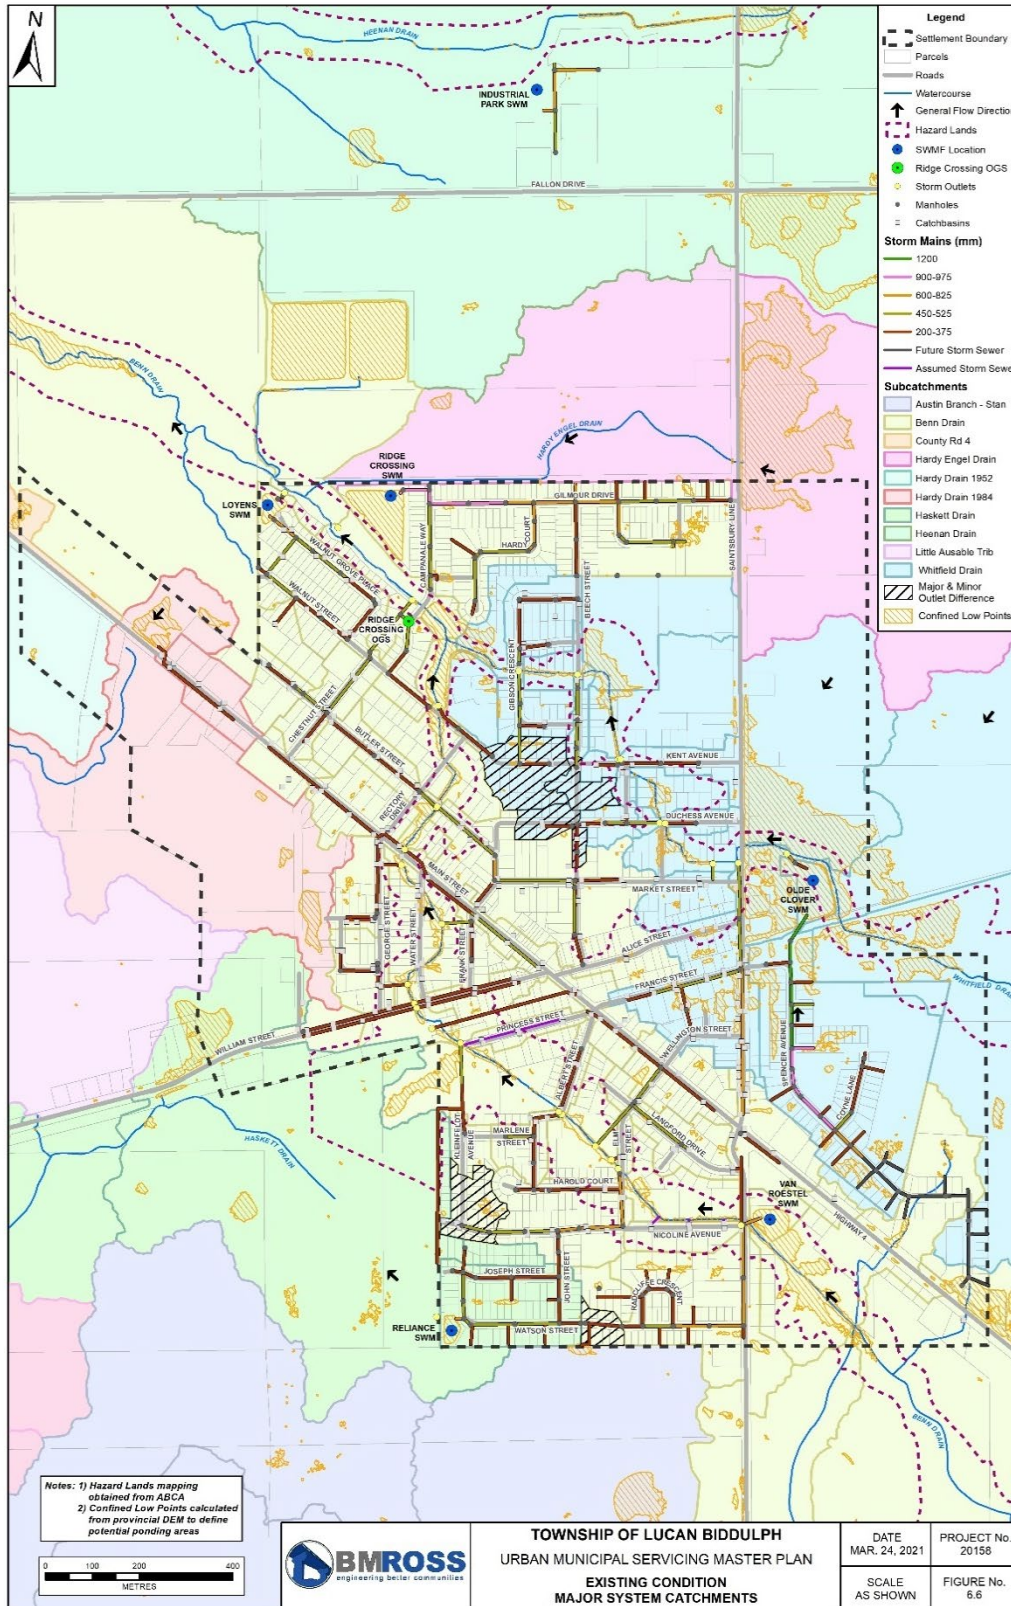 N
Legend
Settlement Boundary
Parcels
Roads
Watercourse
General Flow Directio
Hazard Lands
SWMF Location
Ridge Crossing OGS
Storm Outlets
Manholes
Catchbasins
Storm Mains (mm)
1200
900-975
600-825
450-525
200-375
Future Storm Sewer
Assumed Storm Sewe
Subcatchments
Austin Branch - Stan
Benn Drain
County Rd 4
Hardy Engel Drain
Hardy Drain 1952
Hardy Drain 1984
Haskett Drain
Heenan Drain
Little Ausable Trib
Whitfield Drain
Major & Minor
Outlet Difference
Confined Low Points
HEENAN DRAIN
INDUSTRIAL
PARK SWM
FALLON DRIVE
BENN DRAIN
HARDY ENGEL DRAIN
RIDGE
CROSSING
SWM
LOYENS
SWM
GILMOUR DRIVE
HARDY
COURT
CAMPANALE WAY
SAINTSBURY LINE
BEECH STREET
WALNUT GROVE PLACE
WALNUT STREET
RIDGE
CROSSING
OGS
GIBSON CRESCENT
CHESTNUT STREET
BUTLER STREET
KENT AVENUE
RECTORY
DRIVE
DUCHESS AVENUE
MAIN STREET
MARKET STREET
OLDE
CLOVER
SWM
GEORGE STREET
WATER STREET
FRANK STREET
ALICE STREET
FRANCIS STREET
WHITFIELD DRA
WILLIAM STREET
PRINCESS STREET
WELLINGTON STREET
SPENCER AVENUE
COYNE LANE
ALBERT STREET
HASKETT DRAIN
KLEINFELDT
AVENUE
MARLENE
STREET
ELM
STREET
LANGFORD DRIVE
HAROLD COURT
VAN
ROESTEL
SWM
HIGHWAY 4
NICOLINE AVENUE
JOSEPH STREET
JOHN STREET
RADCLIFFE CRESCENT
RELIANCE
SWM
WATSON STREET
BENN DRAIN
Notes: 1) Hazard Lands mapping
obtained from ABCA
2) Confined Low Points calculated
from provincial DEM to define
potential ponding areas
0 100 200 400
METRES
BMROSS
engineering better communities
TOWNSHIP OF LUCAN BIDDULPH
URBAN MUNICIPAL SERVICING MASTER PLAN
EXISTING CONDITION
MAJOR SYSTEM CATCHMENTS
DATE
MAR. 24, 2021
PROJECT No.
20158
SCALE
AS SHOWN
FIGURE No.
6.6